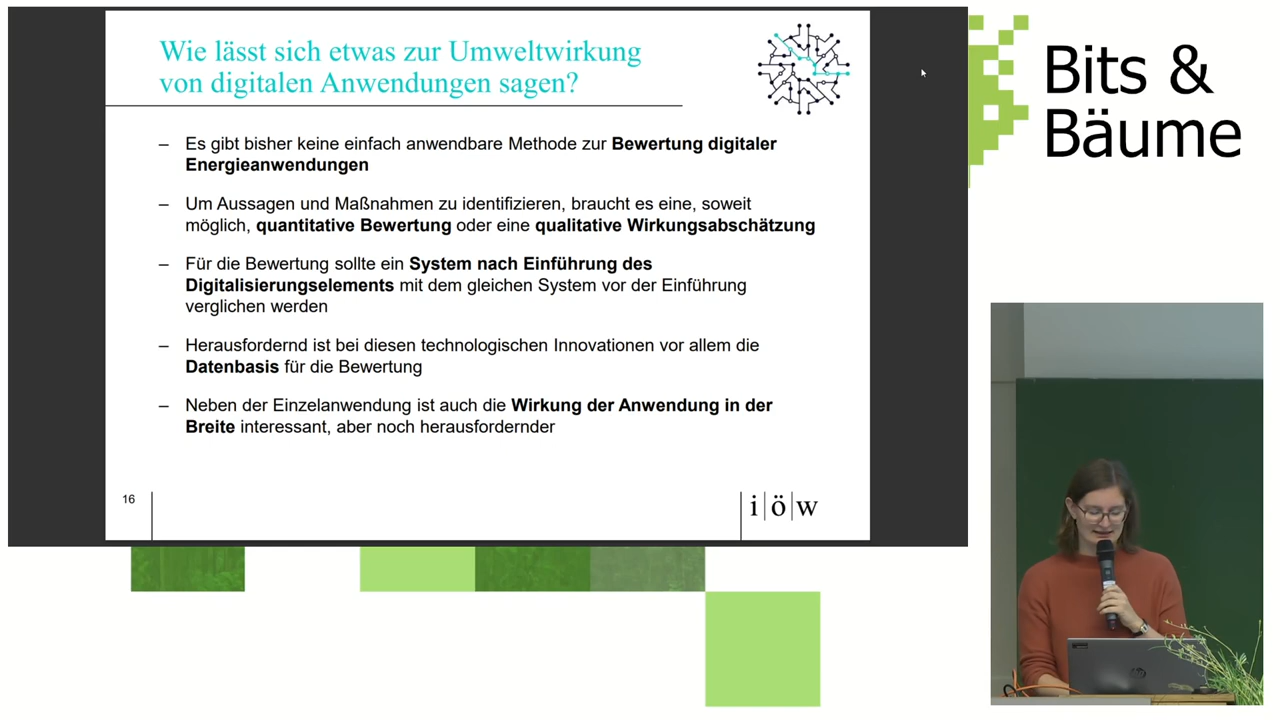 Wie lässt sich etwas zur Umweltwirkung
von digitalen Anwendungen sagen?
– Es gibt bisher keine einfach anwendbare Methode zur Bewertung digitaler
Energieanwendungen
– Um Aussagen und Maßnahmen zu identifizieren, braucht es eine, soweit
möglich, quantitative Bewertung oder eine qualitative Wirkungsabschätzung
– Für die Bewertung sollte ein System nach Einführung des
Digitalisierungselements mit dem gleichen System vor der Einführung
verglichen werden
– Herausfordernd ist bei diesen technologischen Innovationen vor allem die
Datenbasis für die Bewertung
– Neben der Einzelanwendung ist auch die Wirkung der Anwendung in der
Breite interessant, aber noch herausfordernder
16
i|ö|w
Bits &
Bäume